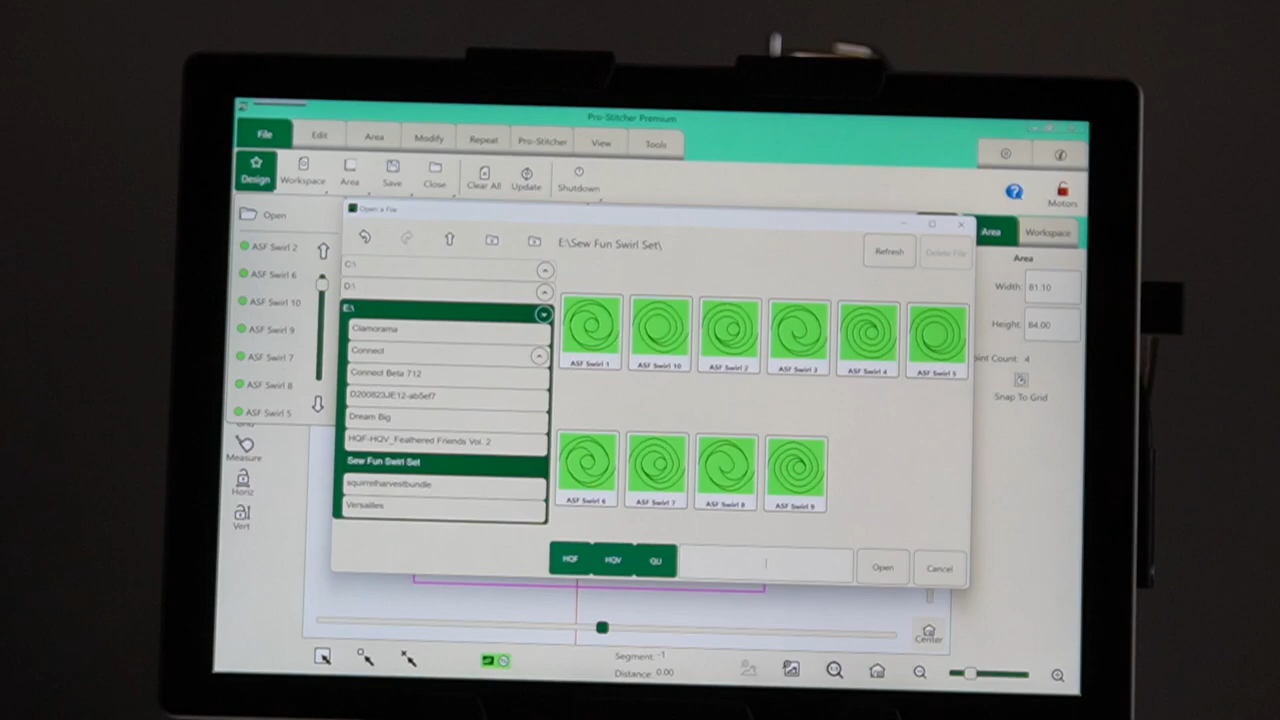 Pro-Stitcher Premium
File Edit Area Modify Repeat Pro-Stitcher View Tools
Design Workspace Area Save Close Clear All Update Shutdown
Motors
Open
ASF Swirl 2
ASF Swirl 6
ASF Swirl 10
ASF Swirl 9
ASF Swirl 7
ASF Swirl 8
ASF Swirl 5
Measure
Horiz
Vert
Open a File
E:\Sew Fun Swirl Set\
Refresh Delete File
C:\
D:\
E:\
Clamorama
Connect
Connect Beta 712
D200823JE12-ab5ef7
Dream Big
HQF-HQV_Feathered Friends Vol. 2
Sew Fun Swirl Set
squirrelharvestbundle
Versailles
ASF Swirl 1 ASF Swirl 10 ASF Swirl 2 ASF Swirl 3 ASF Swirl 4 ASF Swirl 5
ASF Swirl 6 ASF Swirl 7 ASF Swirl 8 ASF Swirl 9
HQF HQV QLI
Open Cancel
Area Workspace
Area
Width: 81.10
Height: 64.00
oint Count: 4
Snap To Grid
Center
Segment: -1
Distance: 0.00